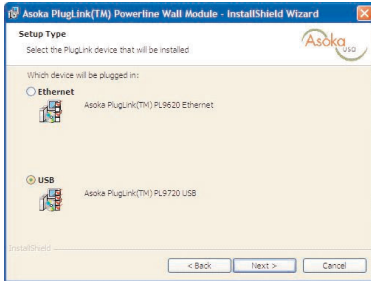 Asoka PlugLink(TM) Powerline Wall Module - InstallShield Wizard
Setup Type
Select the PlugLink device that will be installed
Asoka USA
Which device will be plugged in:
Ethernet
Asoka PlugLink(TM) PL9620 Ethernet
USB
Asoka PlugLink(TM) PL9720 USB
InstallShield
< Back Next > Cancel